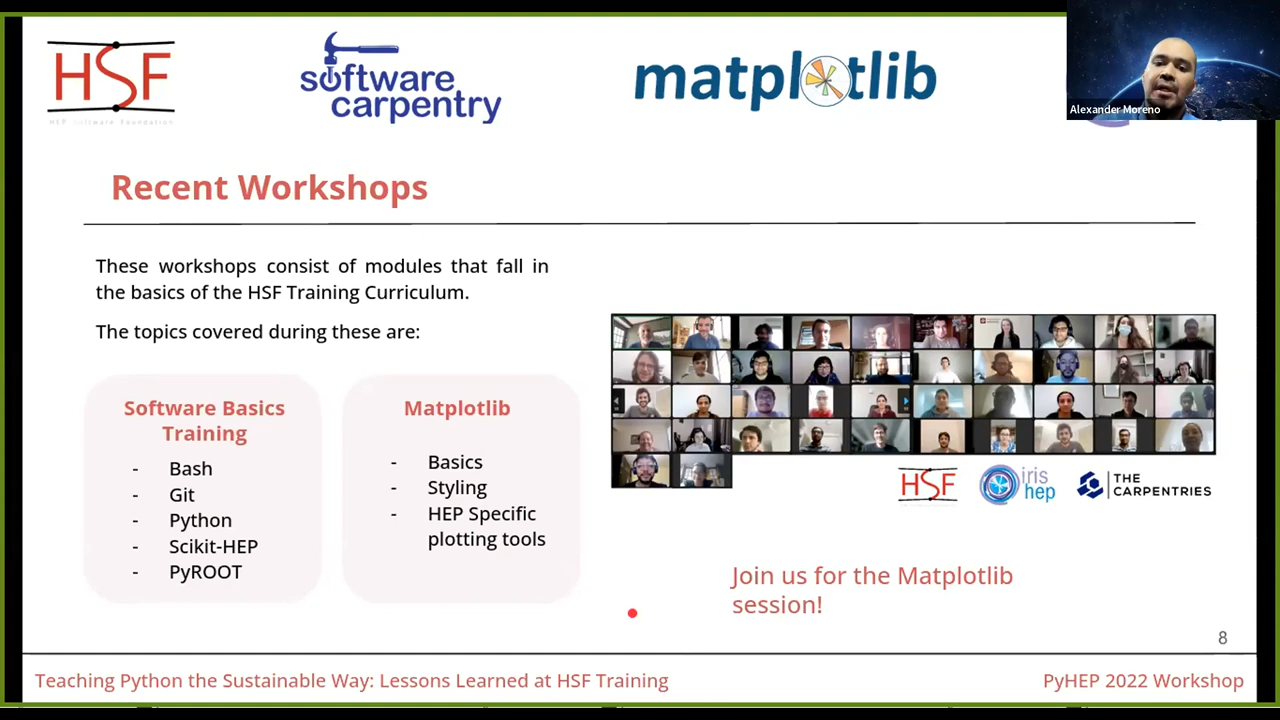 HSF
HEP Software Foundation
software
carpentry
matplotlib
Alexander Moreno
Recent Workshops
These workshops consist of modules that fall in
the basics of the HSF Training Curriculum.
The topics covered during these are:
Software Basics
Training
- Bash
- Git
- Python
- Scikit-HEP
- PyROOT
Matplotlib
- Basics
- Styling
- HEP Specific
plotting tools
HSF
iris
hep
THE
CARPENTRIES
Join us for the Matplotlib
session!
8
Teaching Python the Sustainable Way: Lessons Learned at HSF Training
PyHEP 2022 Workshop